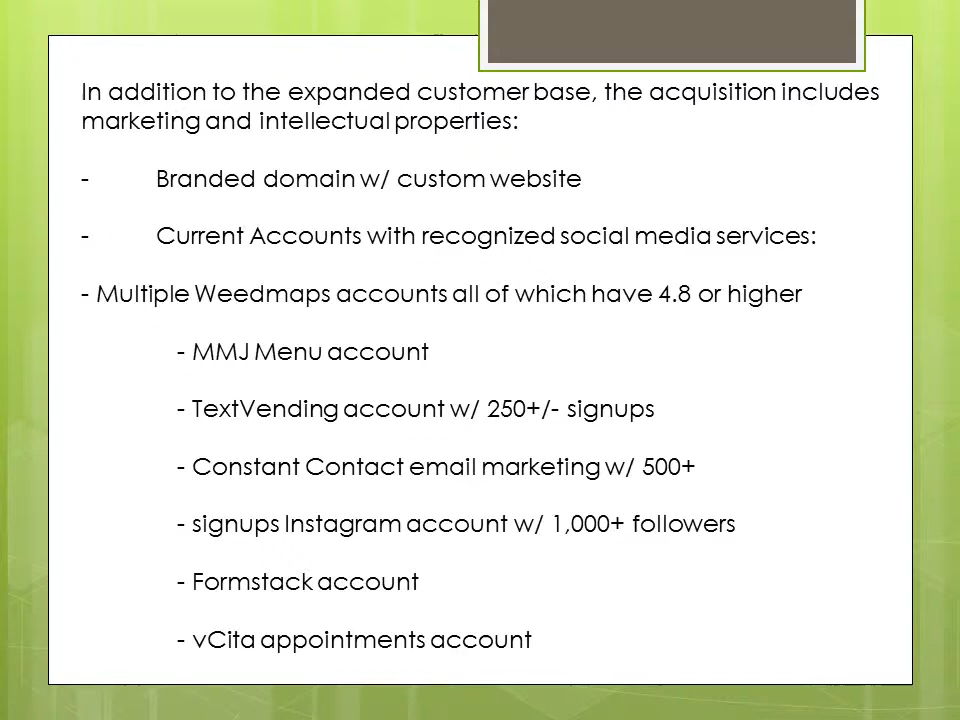 In addition to the expanded customer base, the acquisition includes
marketing and intellectual properties:
- Branded domain w/ custom website
- Current Accounts with recognized social media services:
- Multiple Weedmaps accounts all of which have 4.8 or higher
- MMJ Menu account
- TextVending account w/ 250+/- signups
- Constant Contact email marketing w/ 500+
- signups Instagram account w/ 1,000+ followers
- Formstack account
- vCita appointments account